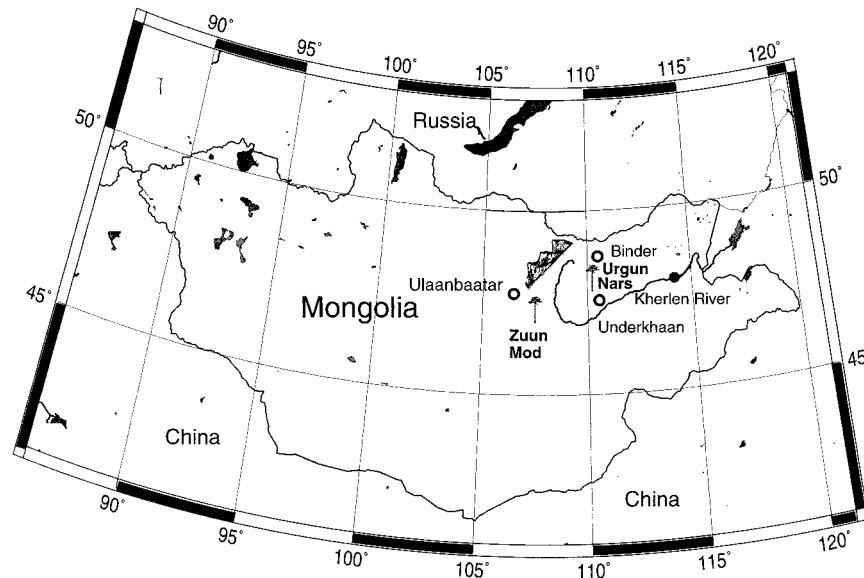 90˚
95˚
100˚
105˚
110˚
115˚
120˚
50˚
Russia
50˚
Binder
Urgun
Nars
Ulaanbaatar
Kherlen River
45˚
Mongolia
Underkhaan
Zuun
Mod
45˚
China
China
90˚
95˚
100˚
105˚
110˚
115˚
120˚